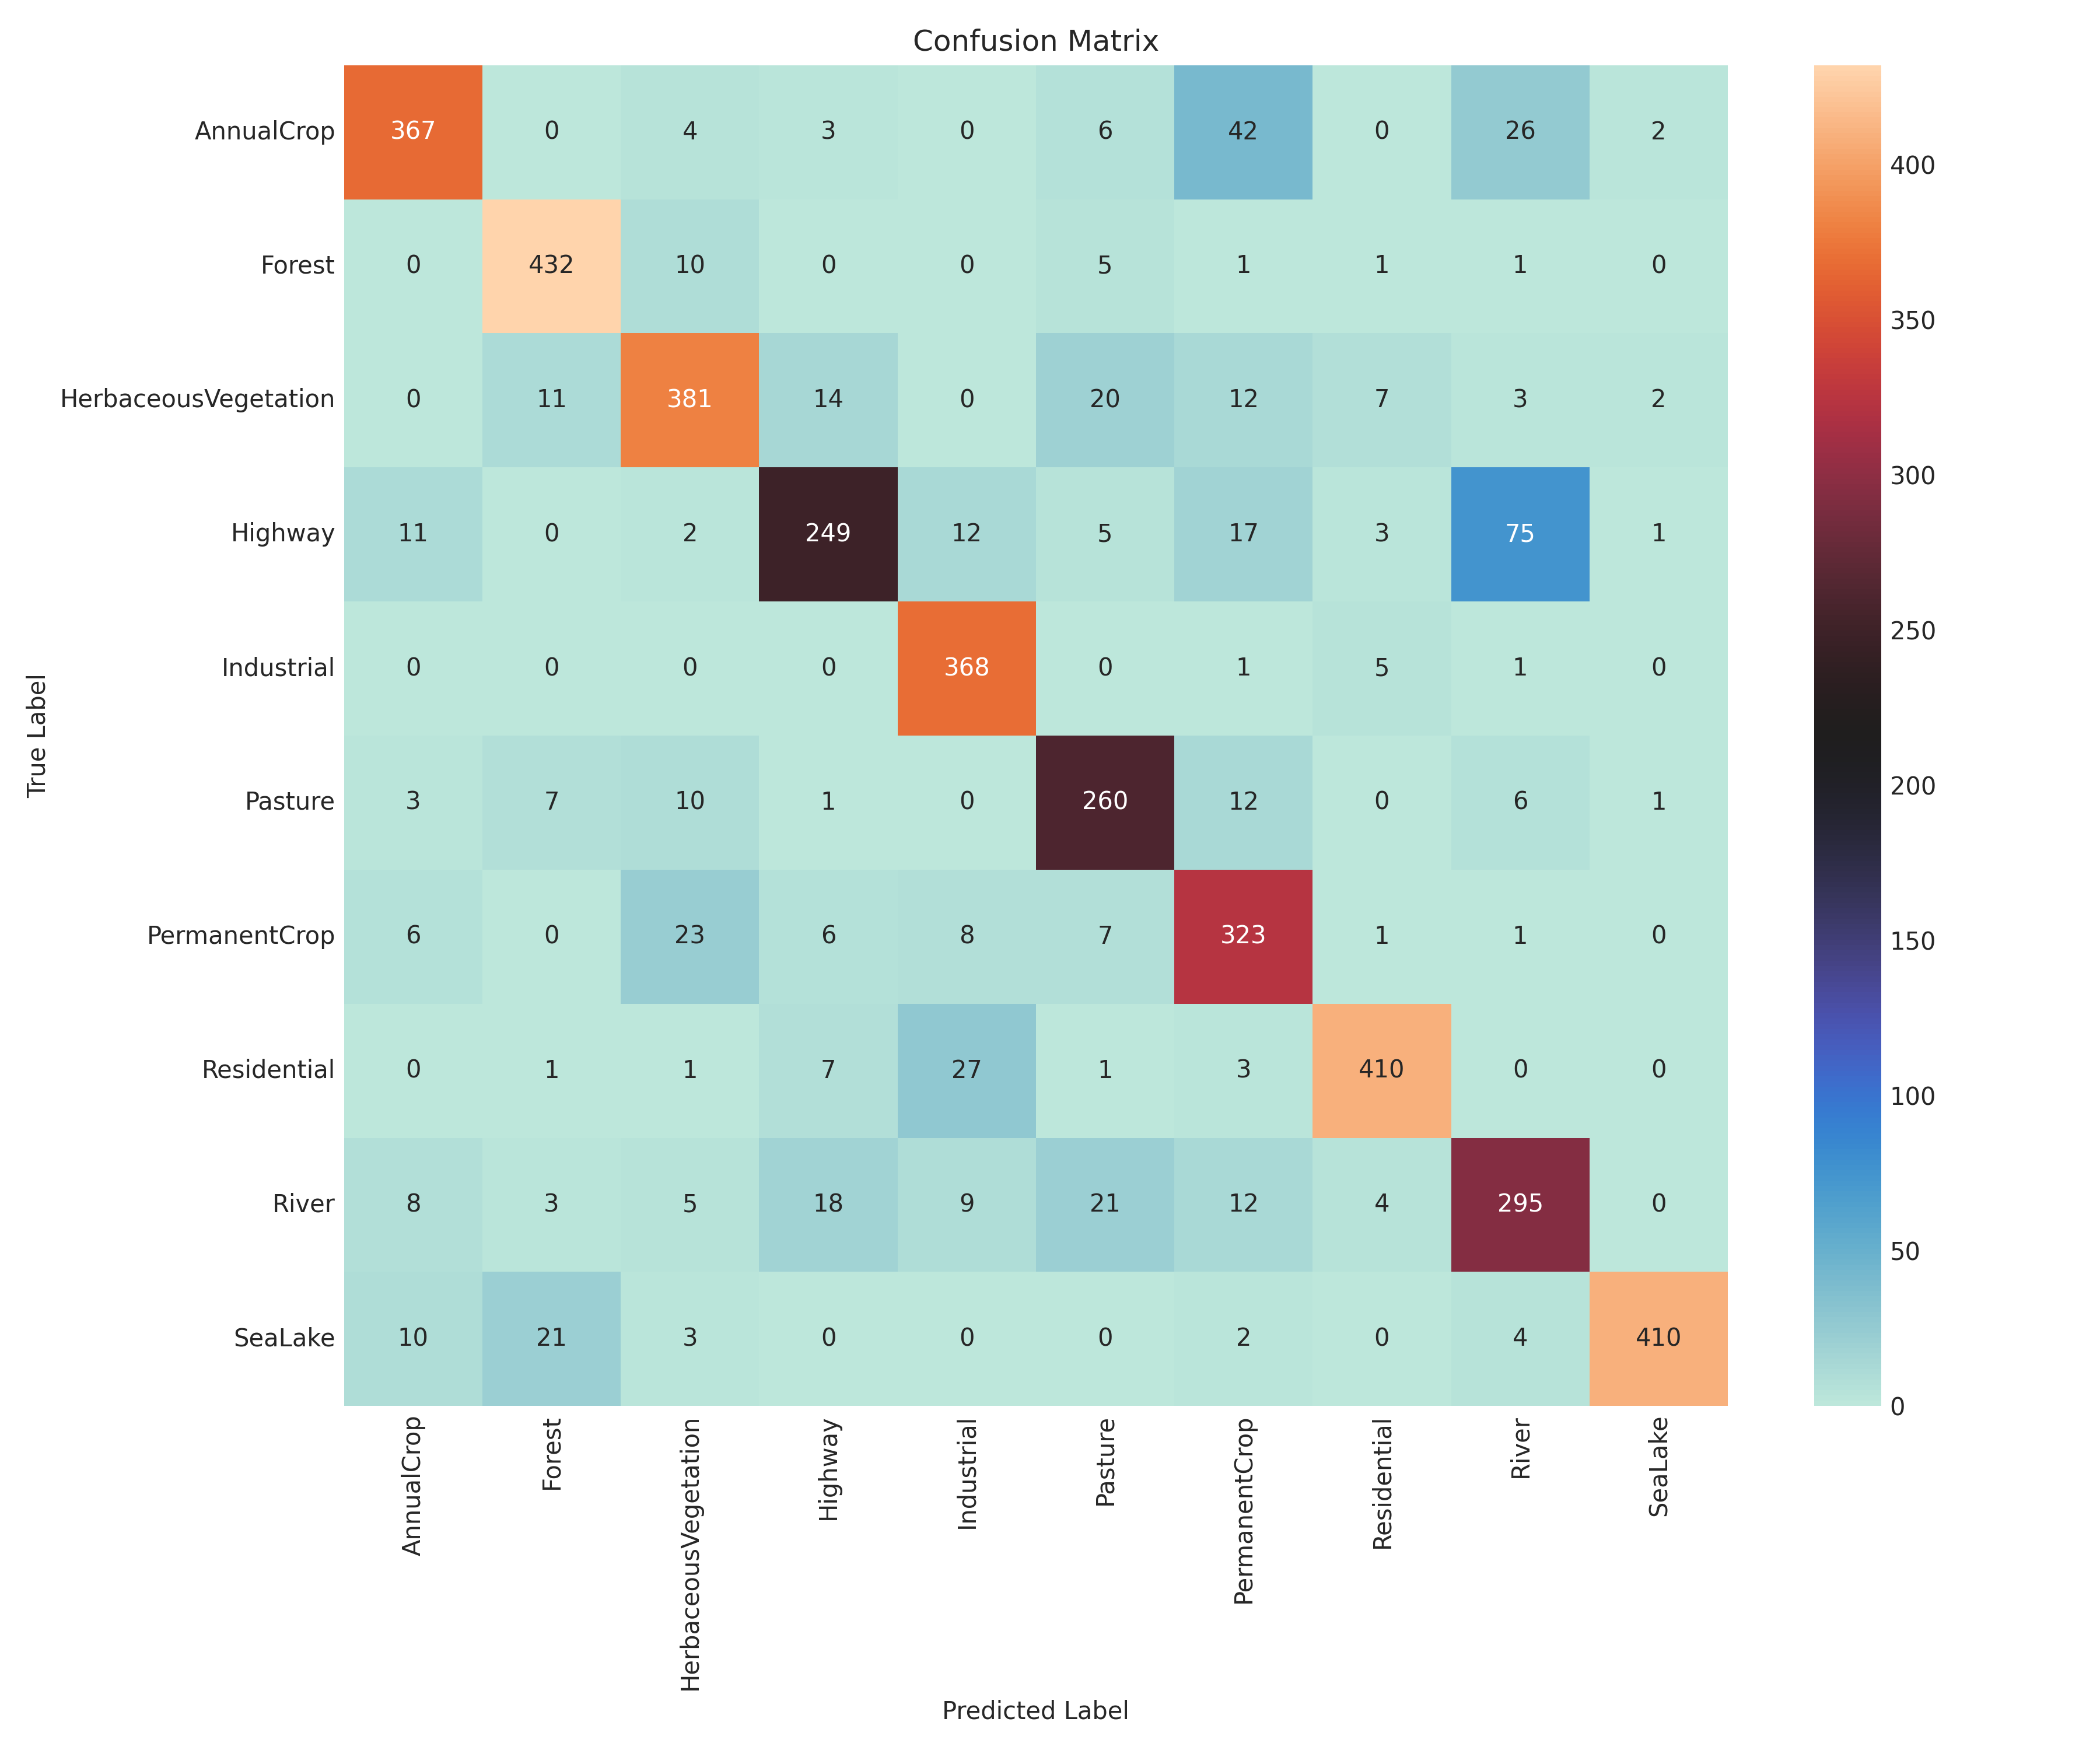 Confusion Matrix
AnnualCrop 367 0 4 3 0 6 42 0 26 2
Forest 0 432 10 0 0 5 1 1 1 0
HerbaceousVegetation 0 11 381 14 0 20 12 7 3 2
Highway 11 0 2 249 12 5 17 3 75 1
Industrial 0 0 0 0 368 0 1 5 1 0
Pasture 3 7 10 1 0 260 12 0 6 1
PermanentCrop 6 0 23 6 8 7 323 1 1 0
Residential 0 1 1 7 27 1 3 410 0 0
River 8 3 5 18 9 21 12 4 295 0
SeaLake 10 21 3 0 0 0 2 0 4 410
True Label
AnnualCrop
Forest
HerbaceousVegetation
Highway
Industrial
Pasture
PermanentCrop
Residential
River
SeaLake
Predicted Label
400
350
300
250
200
150
100
50
0